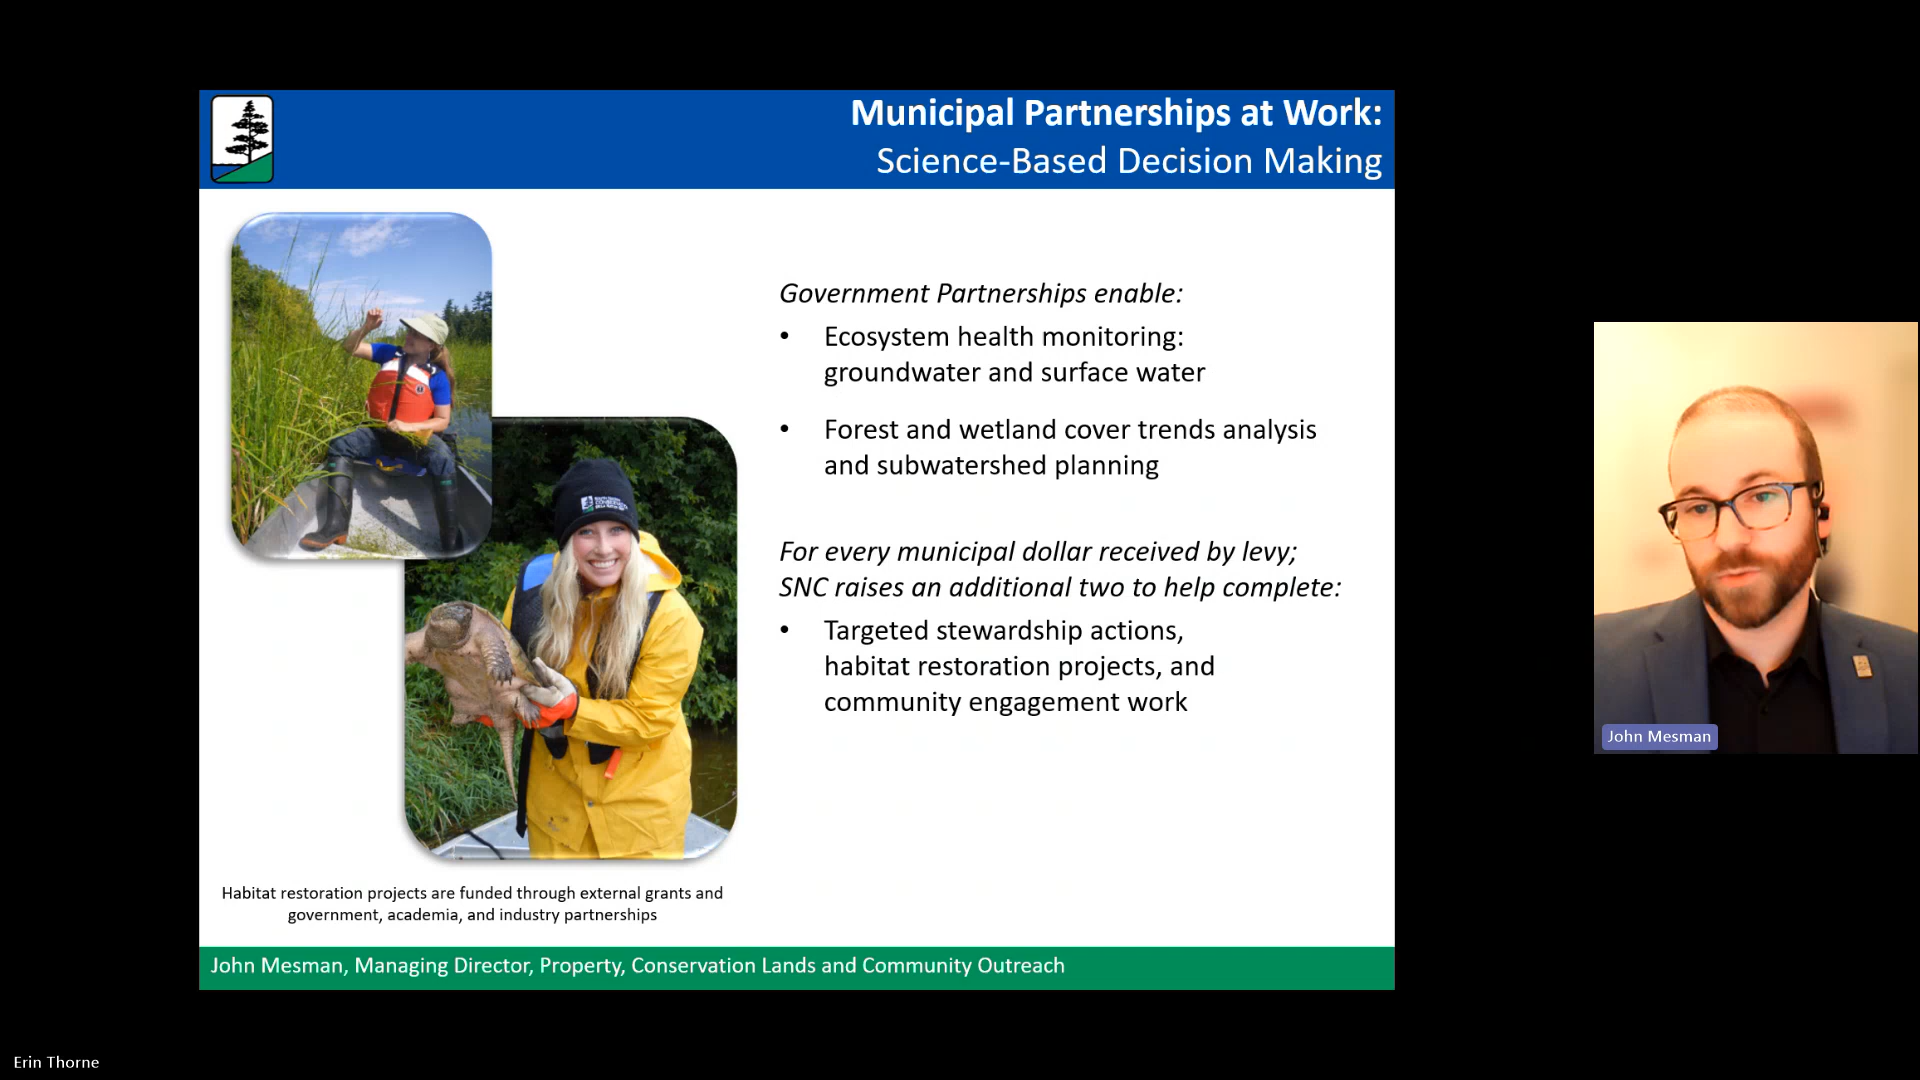 Municipal Partnerships at Work:
Science-Based Decision Making
Government Partnerships enable:
• Ecosystem health monitoring:
groundwater and surface water
• Forest and wetland cover trends analysis
and subwatershed planning
For every municipal dollar received by levy;
SNC raises an additional two to help complete:
• Targeted stewardship actions,
habitat restoration projects, and
community engagement work
Habitat restoration projects are funded through external grants and
government, academia, and industry partnerships
John Mesman, Managing Director, Property, Conservation Lands and Community Outreach
John Mesman
Erin Thorne